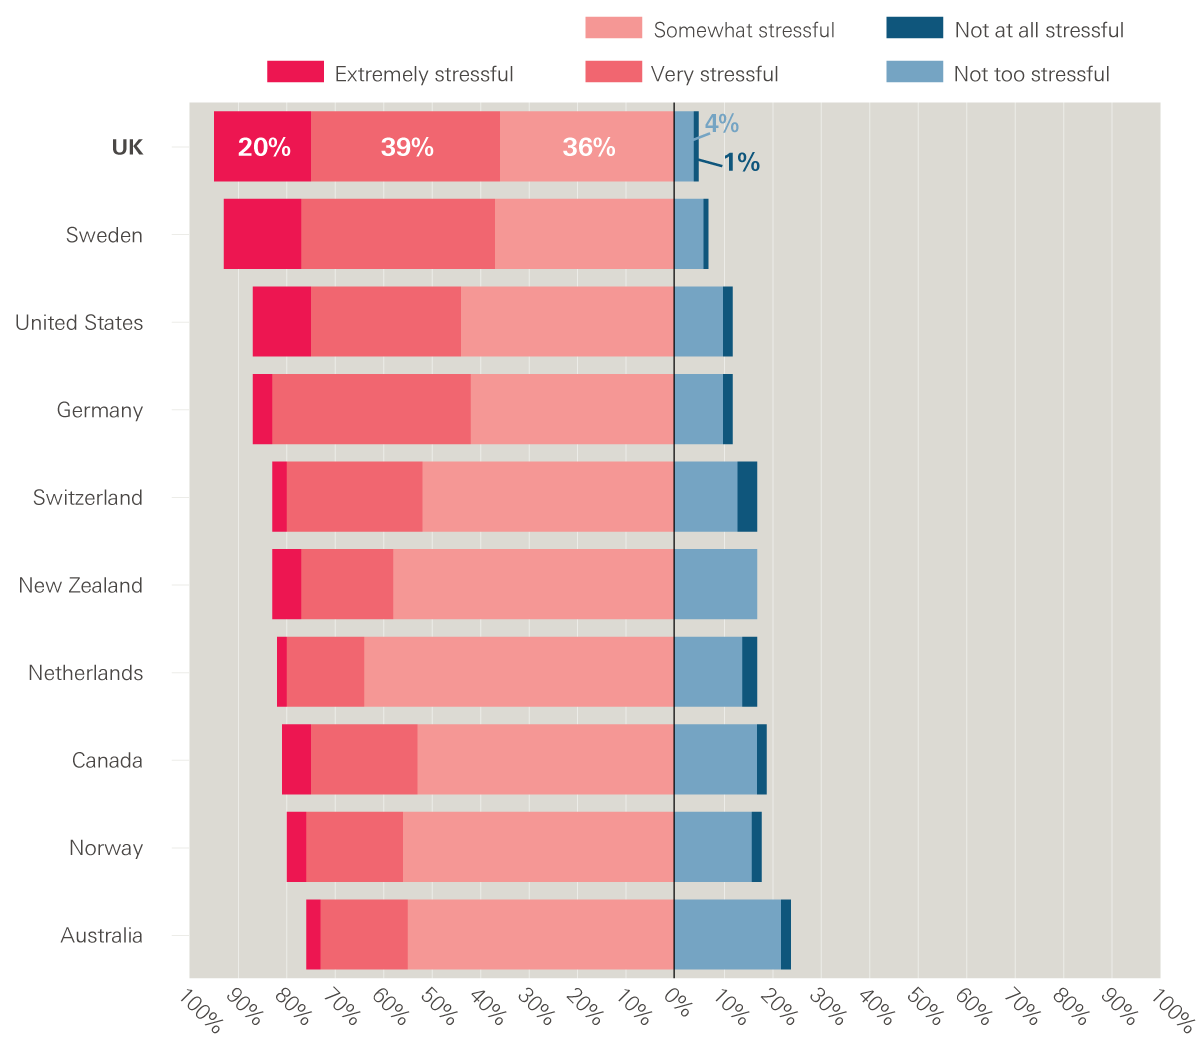 Somewhat stressful
Not at all stressful
Extremely stressful
Very stressful
Not too stressful
UK
20%
39%
36%
4%
1%
Sweden
United States
Germany
Switzerland
New Zealand
Netherlands
Canada
Norway
Australia
100%
90%
80%
70%
60%
50%
40%
30%
20%
10%
0%
10%
20%
30%
40%
50%
60%
70%
80%
90%
100%